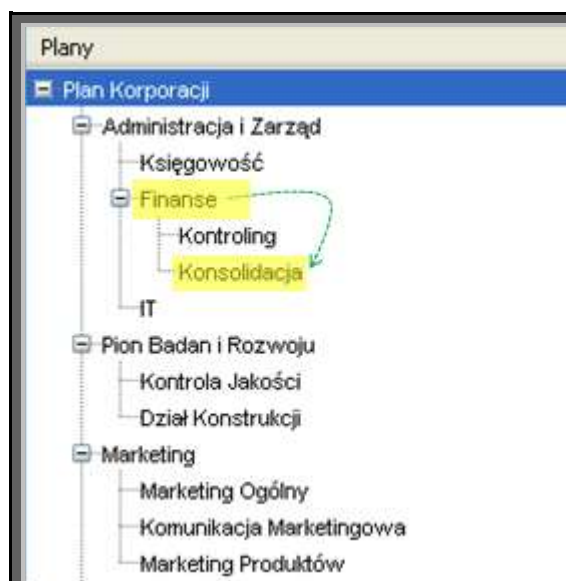 Plany
Plan Korporacji
Administracja i Zarząd
Księgowość
Finanse
Kontroling
Konsolidacja
IT
Pion Badan i Rozwoju
Kontrola Jakości
Dział Konstrukcji
Marketing
Marketing Ogólny
Komunikacja Marketingowa
Marketing Produktów